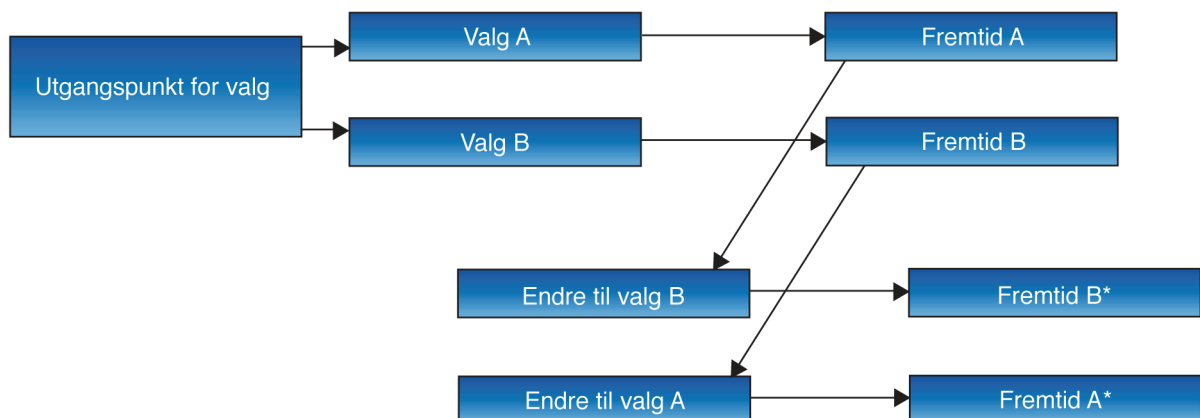 Utgangspunkt for valg
Valg A
Fremtid A
Valg B
Fremtid B
Endre til valg B
Fremtid B*
Endre til valg A
Fremtid A*